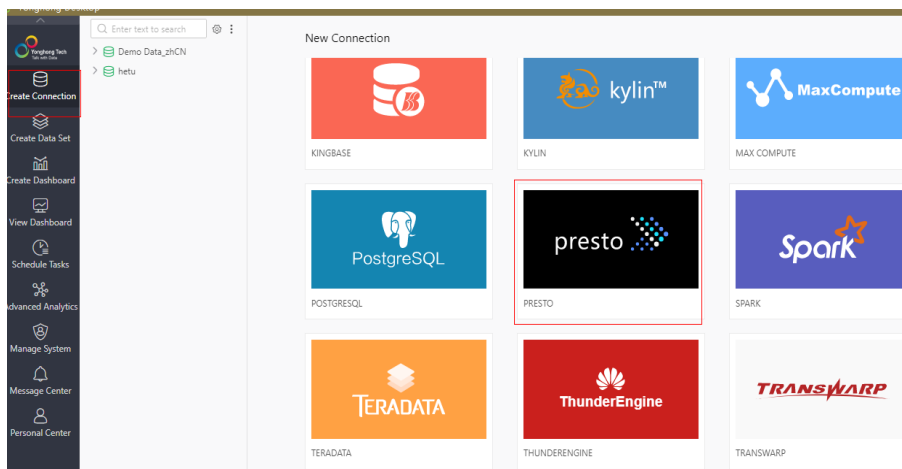 Yonghong Desktop
Yonghong Tech
Talk with Data
Create Connection
Create Data Set
Create Dashboard
View Dashboard
Schedule Tasks
Advanced Analytics
Manage System
Message Center
Personal Center
Enter text to search
Demo Data_zhCN
hetu
New Connection
kylin™
MaxCompute
KINGBASE
KYLIN
MAX COMPUTE
PostgreSQL
presto
Spark
POSTGRESQL
PRESTO
SPARK
TERADATA
ThunderEngine
TRANSWARP
TERADATA
THUNDERENGINE
TRANSWARP